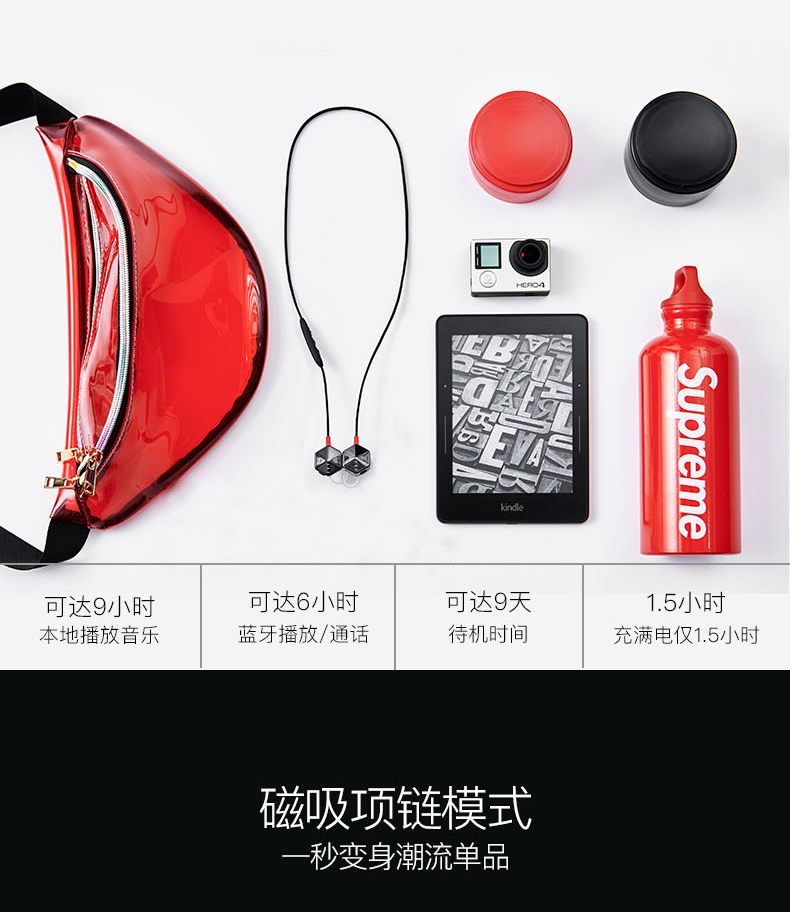 HERO4
kindle
Supreme
可达9小时
本地播放音乐
可达6小时
蓝牙播放/通话
可达9天
待机时间
1.5小时
充满电仅1.5小时
磁吸项链模式
一秒变身潮流单品